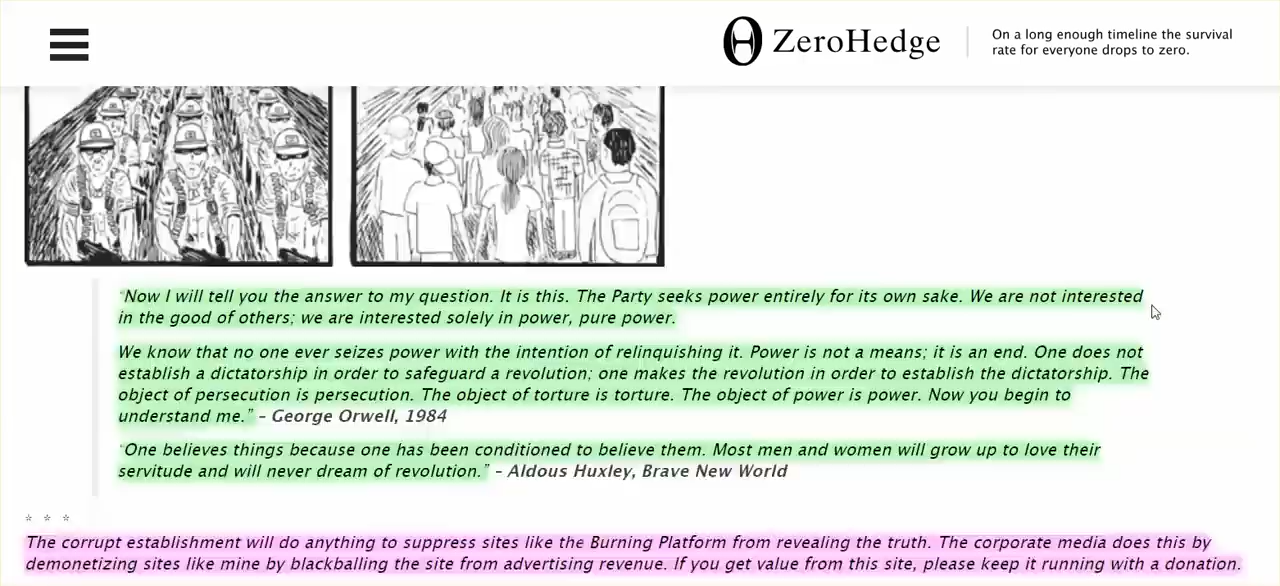 ZeroHedge
On a long enough timeline the survival
rate for everyone drops to zero.
“Now I will tell you the answer to my question. It is this. The Party seeks power entirely for its own sake. We are not interested
in the good of others; we are interested solely in power, pure power.
We know that no one ever seizes power with the intention of relinquishing it. Power is not a means; it is an end. One does not
establish a dictatorship in order to safeguard a revolution; one makes the revolution in order to establish the dictatorship. The
object of persecution is persecution. The object of torture is torture. The object of power is power. Now you begin to
understand me.” – George Orwell, 1984
“One believes things because one has been conditioned to believe them. Most men and women will grow up to love their
servitude and will never dream of revolution.” – Aldous Huxley, Brave New World
* * *
The corrupt establishment will do anything to suppress sites like the Burning Platform from revealing the truth. The corporate media does this by
demonetizing sites like mine by blackballing the site from advertising revenue. If you get value from this site, please keep it running with a donation.